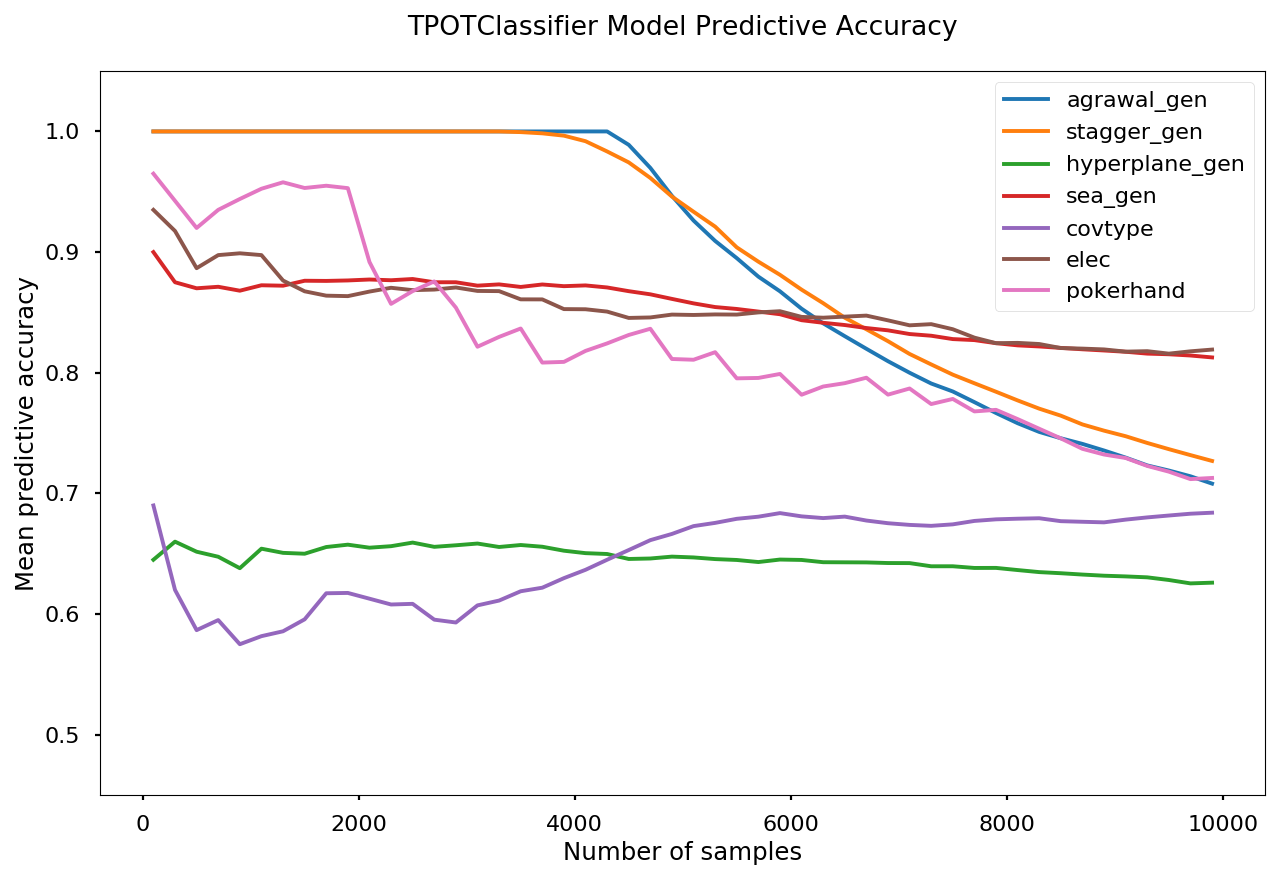 TPOTClassifier Model Predictive Accuracy
agrawal_gen
stagger_gen
hyperplane_gen
sea_gen
covtype
elec
pokerhand
1.0
0.9
0.8
0.7
0.6
0.5
Mean predictive accuracy
0 2000 4000 6000 8000 10000
Number of samples